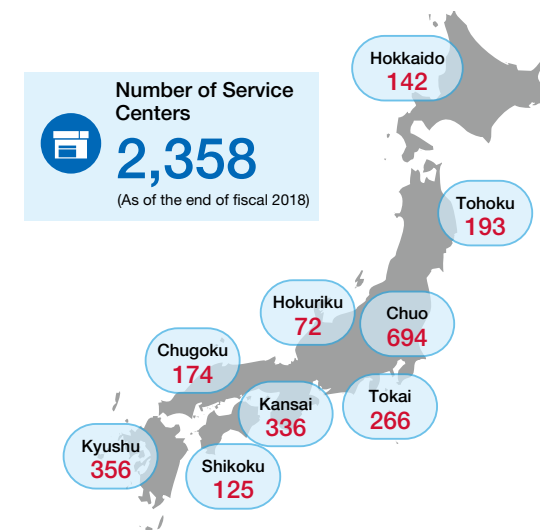 Number of Service
Centers
2,358
(As of the end of fiscal 2018)
Hokkaido
142
Tohoku
193
Hokuriku
72
Chuo
694
Chugoku
174
Kansai
336
Tokai
266
Kyushu
356
Shikoku
125